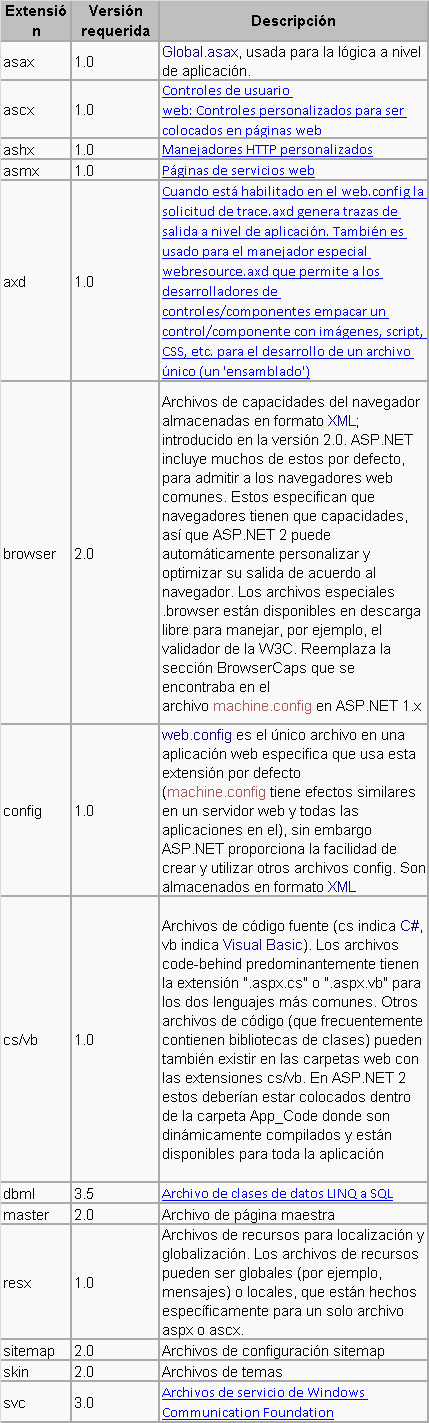 Extensió
n
Versión
requerida
Descripción
asax
1.0
Global.asax, usada para la lógica a nivel
de aplicación.
ascx
1.0
Controles de usuario
web: Controles personalizados para ser
colocados en páginas web
ashx
1.0
Manejadores HTTP personalizados
asmx
1.0
Páginas de servicios web
axd
1.0
Cuando está habilitado en el web.config la
solicitud de trace.axd genera trazas de
salida a nivel de aplicación. También es
usado para el manejador especial
webresource.axd que permite a los
desarrolladores de
controles/componentes empacar un
control/componente con imágenes, script,
CSS, etc. para el desarrollo de un archivo
único (un 'ensamblado')
browser
2.0
Archivos de capacidades del navegador
almacenadas en formato XML;
introducido en la versión 2.0. ASP.NET
incluye muchos de estos por defecto,
para admitir a los navegadores web
comunes. Estos especifican que
navegadores tienen que capacidades,
así que ASP.NET 2 puede
automáticamente personalizar y
optimizar su salida de acuerdo al
navegador. Los archivos especiales
.browser están disponibles en descarga
libre para manejar, por ejemplo, el
validador de la W3C. Reemplaza la
sección BrowserCaps que se
encontraba en el
archivo machine.config en ASP.NET 1.x
config
1.0
web.config es el único archivo en una
aplicación web especifica que usa esta
extensión por defecto
(machine.config tiene efectos similares
en un servidor web y todas las
aplicaciones en el), sin embargo
ASP.NET proporciona la facilidad de
crear y utilizar otros archivos config. Son
almacenados en formato XML
cs/vb
1.0
Archivos de código fuente (cs indica C#,
vb indica Visual Basic). Los archivos
code-behind predominantemente tienen
la extensión ".aspx.cs" o ".aspx.vb" para
los dos lenguajes más comunes. Otros
archivos de código (que frecuentemente
contienen bibliotecas de clases) pueden
también existir en las carpetas web con
las extensiones cs/vb. En ASP.NET 2
estos deberían estar colocados dentro
de la carpeta App_Code donde son
dinámicamente compilados y están
disponibles para toda la aplicación
dbml
3.5
Archivo de clases de datos LINQ a SQL
master
2.0
Archivo de página maestra
resx
1.0
Archivos de recursos para localización y
globalización. Los archivos de recursos
pueden ser globales (por ejemplo,
mensajes) o locales, que están hechos
específicamente para un solo archivo
aspx o ascx.
sitemap
2.0
Archivos de configuración sitemap
skin
2.0
Archivos de temas
svc
3.0
Archivos de servicio de Windows
Communication Foundation